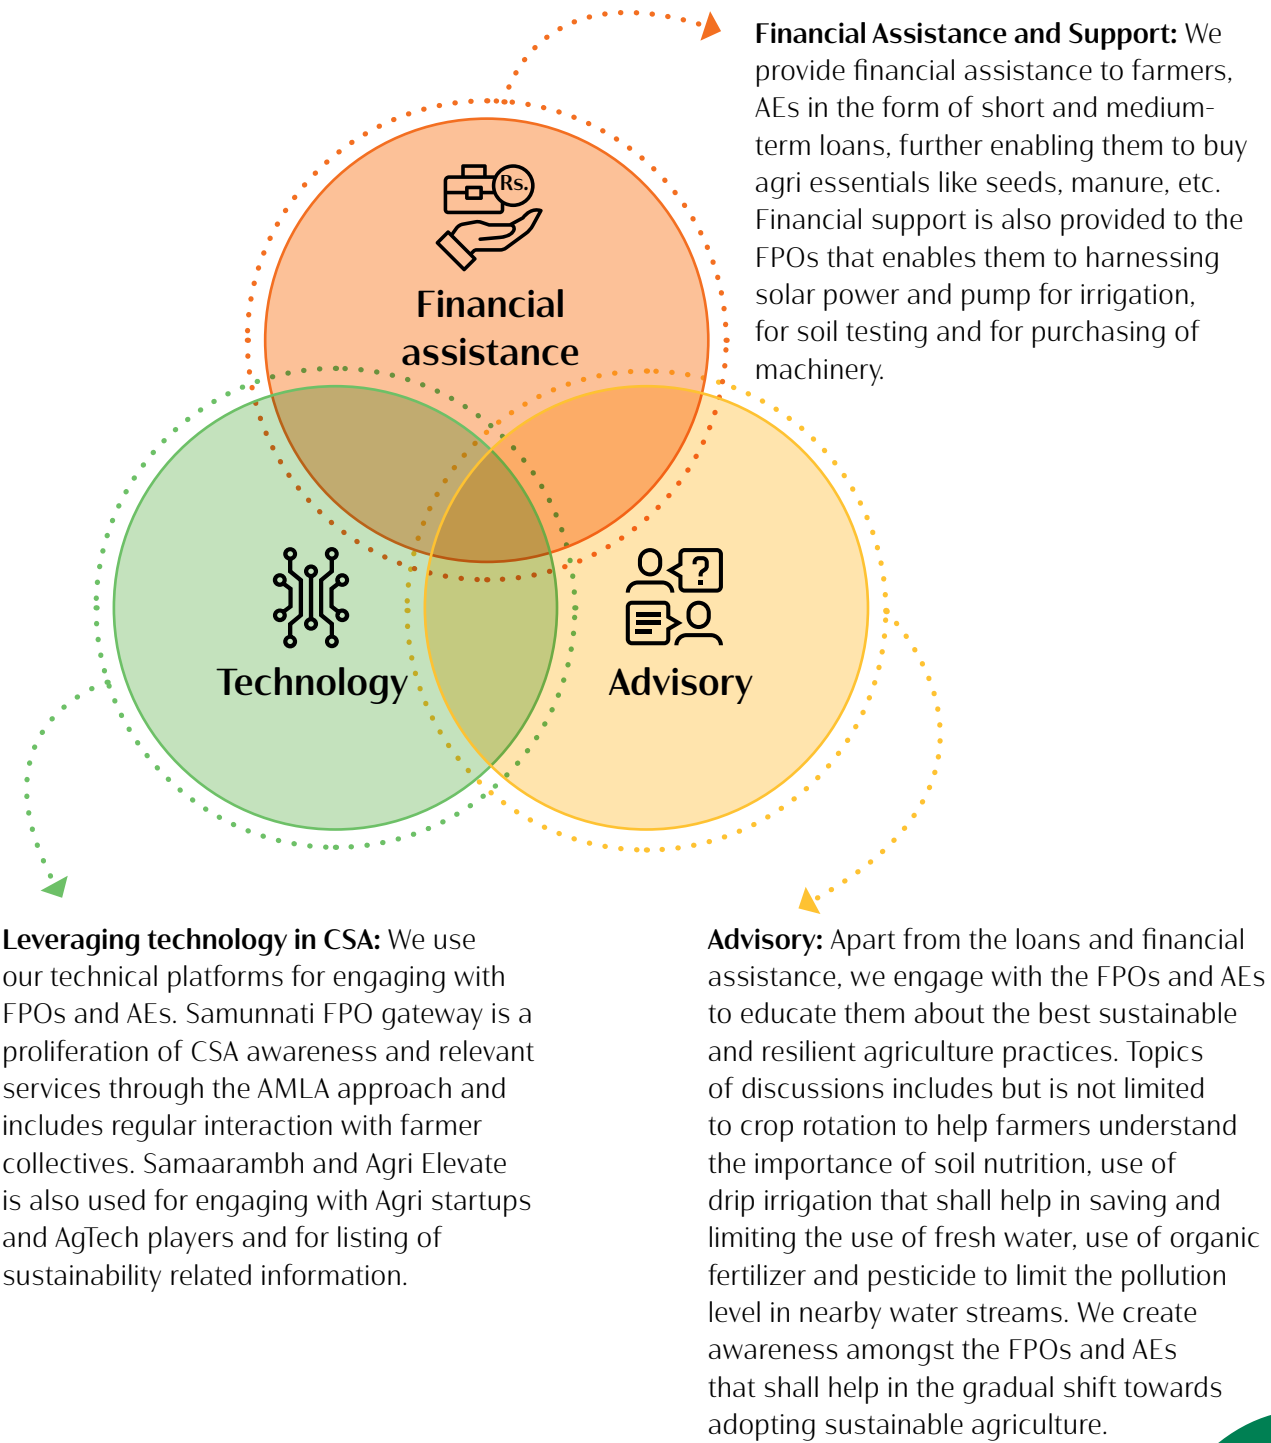 Financial Assistance and Support: We
provide financial assistance to farmers,
AEs in the form of short and medium-
term loans, further enabling them to buy
agri essentials like seeds, manure, etc.
Financial support is also provided to the
FPOs that enables them to harnessing
solar power and pump for irrigation,
for soil testing and for purchasing of
machinery.
Rs.
Financial
assistance
Technology
Advisory
Leveraging technology in CSA: We use
our technical platforms for engaging with
FPOs and AEs. Samunnati FPO gateway is a
proliferation of CSA awareness and relevant
services through the AMLA approach and
includes regular interaction with farmer
collectives. Samaarambh and Agri Elevate
is also used for engaging with Agri startups
and AgTech players and for listing of
sustainability related information.
Advisory: Apart from the loans and financial
assistance, we engage with the FPOs and AEs
to educate them about the best sustainable
and resilient agriculture practices. Topics
of discussions includes but is not limited
to crop rotation to help farmers understand
the importance of soil nutrition, use of
drip irrigation that shall help in saving and
limiting the use of fresh water, use of organic
fertilizer and pesticide to limit the pollution
level in nearby water streams. We create
awareness amongst the FPOs and AEs
that shall help in the gradual shift towards
adopting sustainable agriculture.